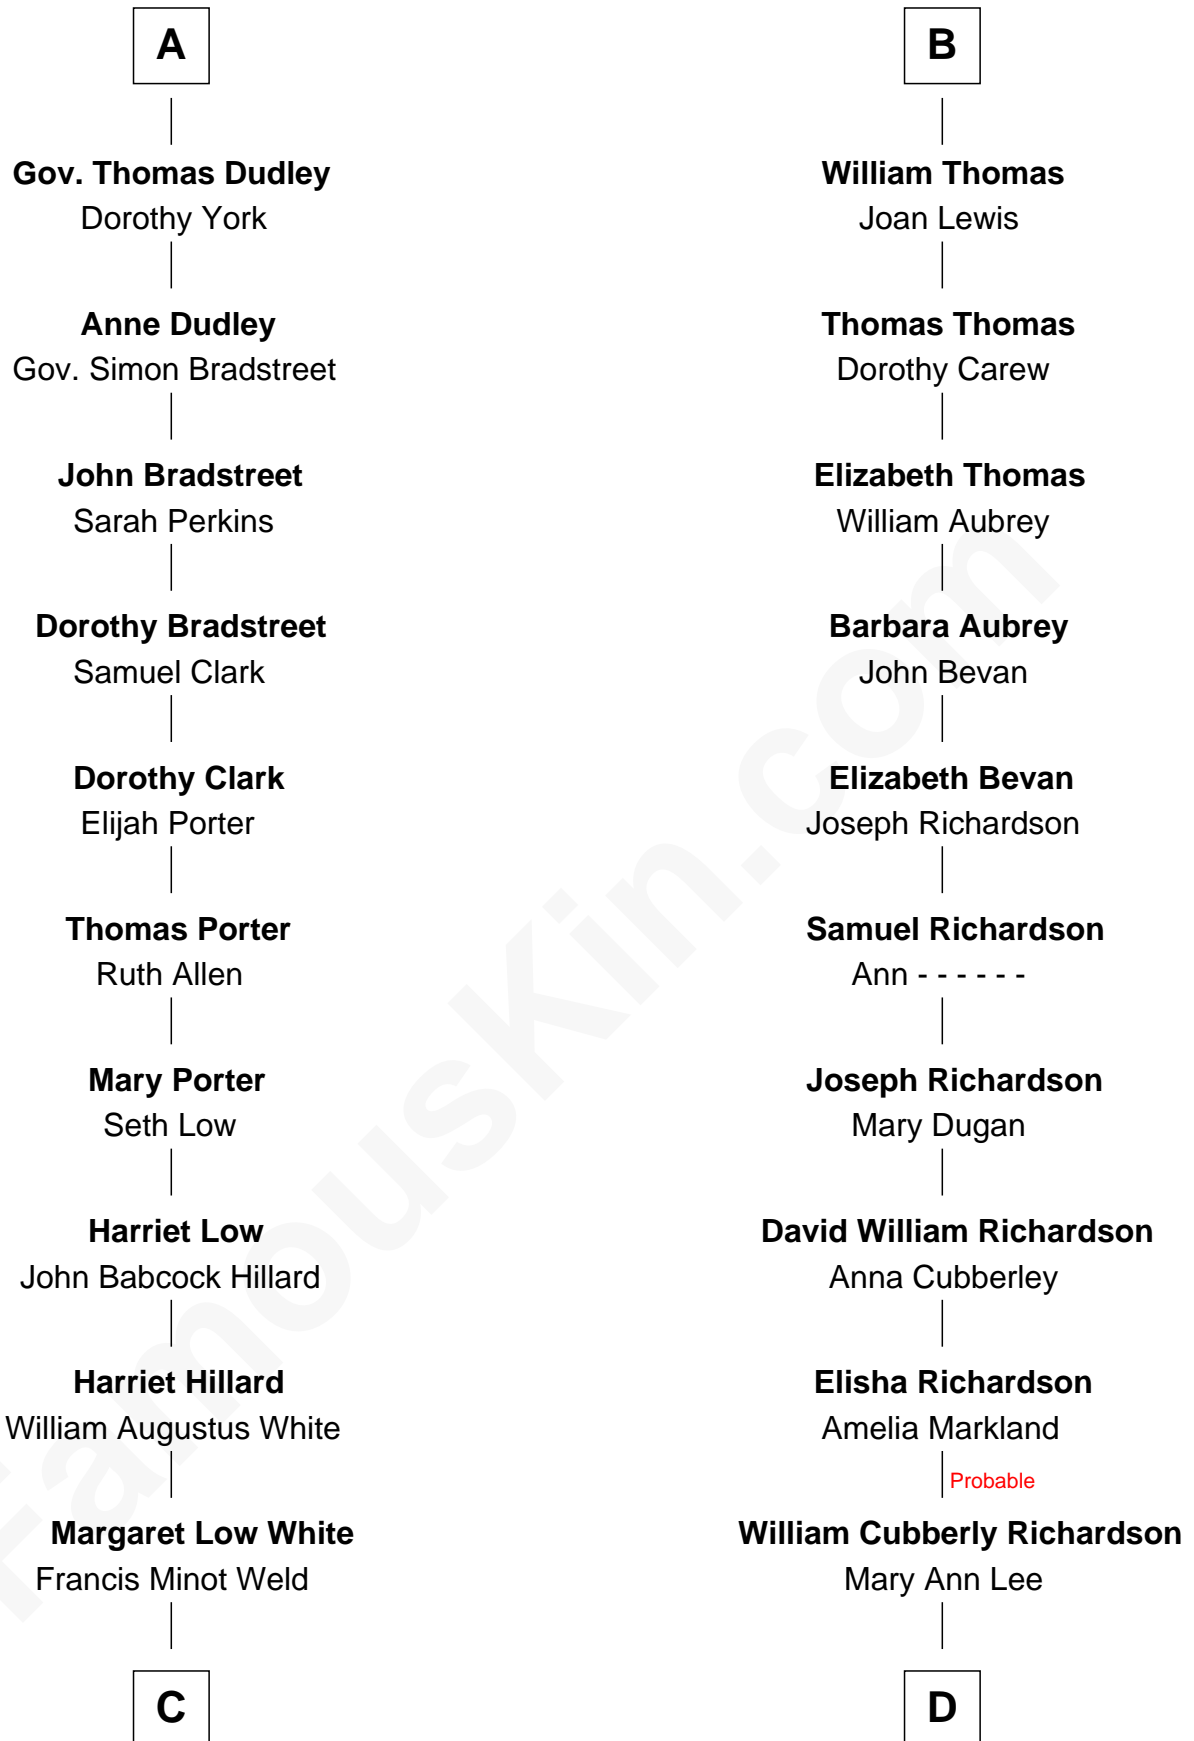 A
Gov. Thomas Dudley
Dorothy York
Anne Dudley
Gov. Simon Bradstreet
John Bradstreet
Sarah Perkins
Dorothy Bradstreet
Samuel Clark
Dorothy Clark
Elijah Porter
Thomas Porter
Ruth Allen
Mary Porter
Seth Low
Harriet Low
John Babcock Hillard
Harriet Hillard
William Augustus White
Margaret Low White
Francis Minot Weld
C
B
William Thomas
Joan Lewis
Thomas Thomas
Dorothy Carew
Elizabeth Thomas
William Aubrey
Barbara Aubrey
John Bevan
Elizabeth Bevan
Joseph Richardson
Samuel Richardson
Ann - - - - - -
Joseph Richardson
Mary Dugan
David William Richardson
Anna Cubberley
Elisha Richardson
Amelia Markland
Probable
William Cubberly Richardson
Mary Ann Lee
D
FamousKin.com